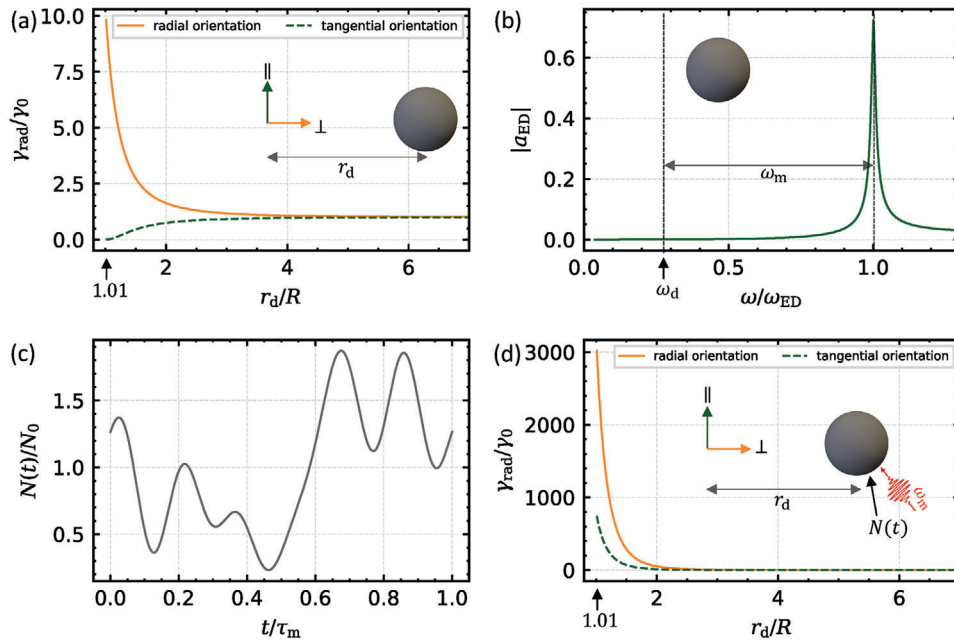 (a)
10.0
7.5
5.0
2.5
0.0
γrad/γ0
radial orientation
tangential orientation
∥
⊥
rd
2
4
6
1.01
rd/R
(b)
0.6
0.4
0.2
0.0
|aED|
ωm
0.0
0.5
1.0
ωd
ω/ωED
(c)
1.5
1.0
0.5
N(t)/N0
0.0
0.2
0.4
0.6
0.8
1.0
t/τm
(d)
3000
2000
1000
0
γrad/γ0
radial orientation
tangential orientation
∥
⊥
rd
ωm
N(t)
2
4
6
1.01
rd/R